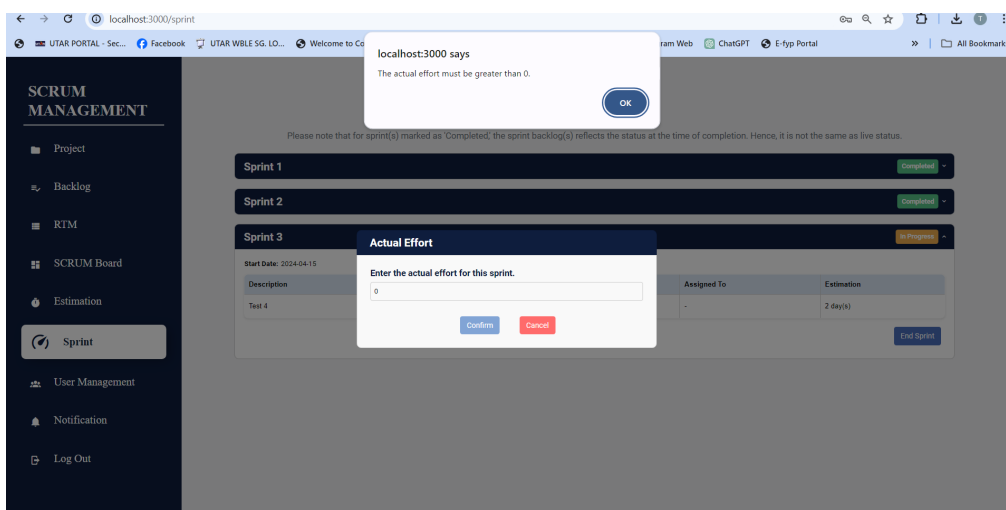 localhost:3000/sprint
UTAR PORTAL - Sec... Facebook UTAR WBLE SG. LO... Welcome to Co ram Web ChatGPT E-fyp Portal » All Bookmark
localhost:3000 says
The actual effort must be greater than 0.
OK
SCRUM
MANAGEMENT
Project
Backlog
RTM
SCRUM Board
Estimation
Sprint
User Management
Notification
Log Out
Please note that for sprint(s) marked as 'Completed,' the sprint backlog(s) reflects the status at the time of completion. Hence, it is not the same as live status.
Sprint 1 Completed
Sprint 2 Completed
Sprint 3 In Progress
Start Date: 2024-04-15
Description Assigned To Estimation
Test 4 - 2 day(s)
End Sprint
Actual Effort
Enter the actual effort for this sprint.
0
Confirm Cancel